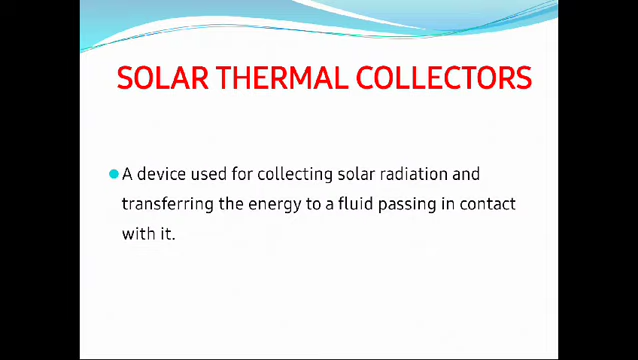 SOLAR THERMAL COLLECTORS
A device used for collecting solar radiation and
transferring the energy to a fluid passing in contact
with it.